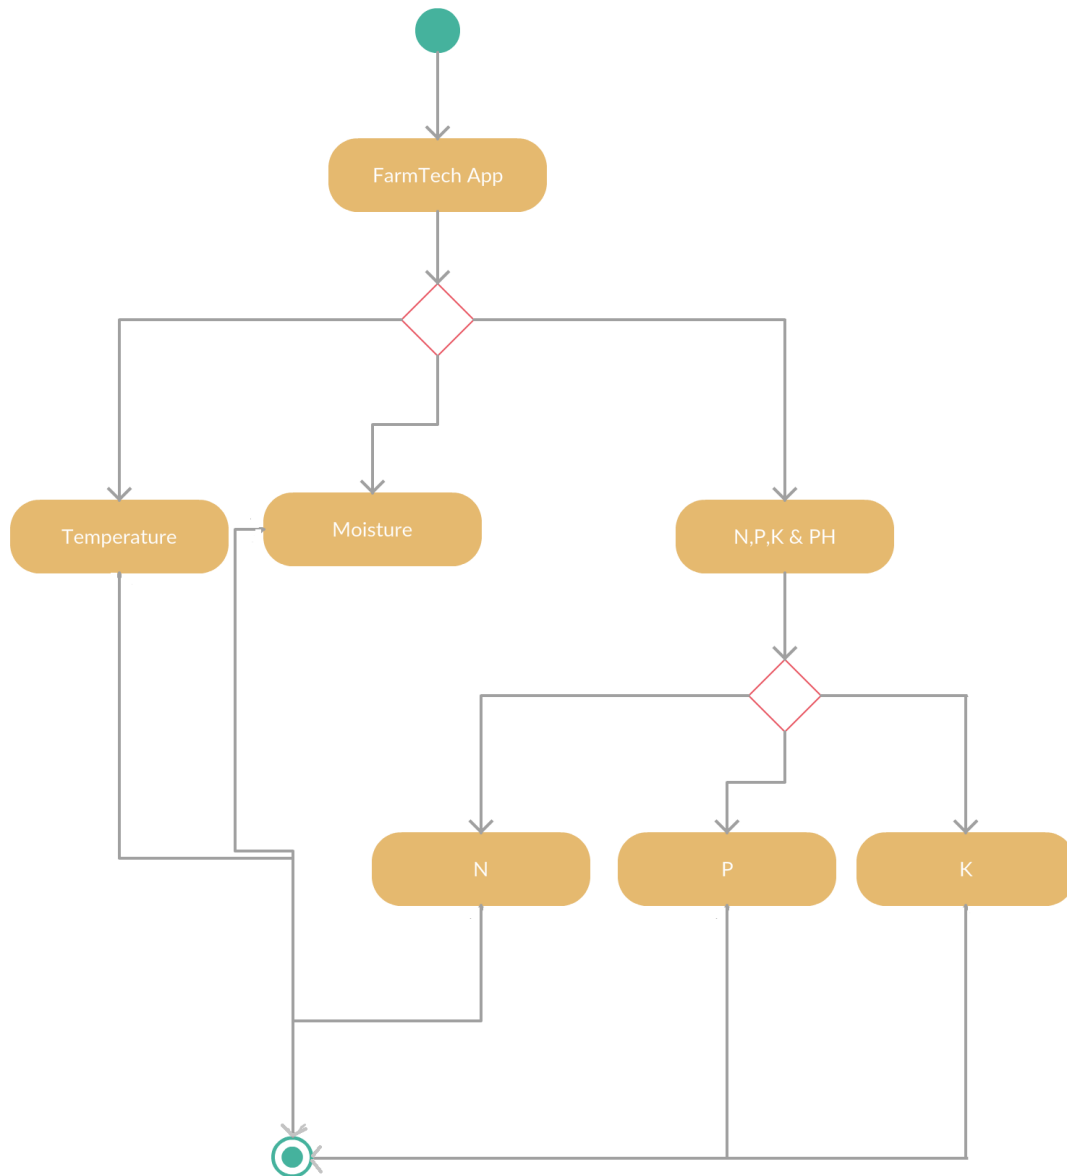 FarmTech App
Temperature
Moisture
N,P,K & PH
N
P
K